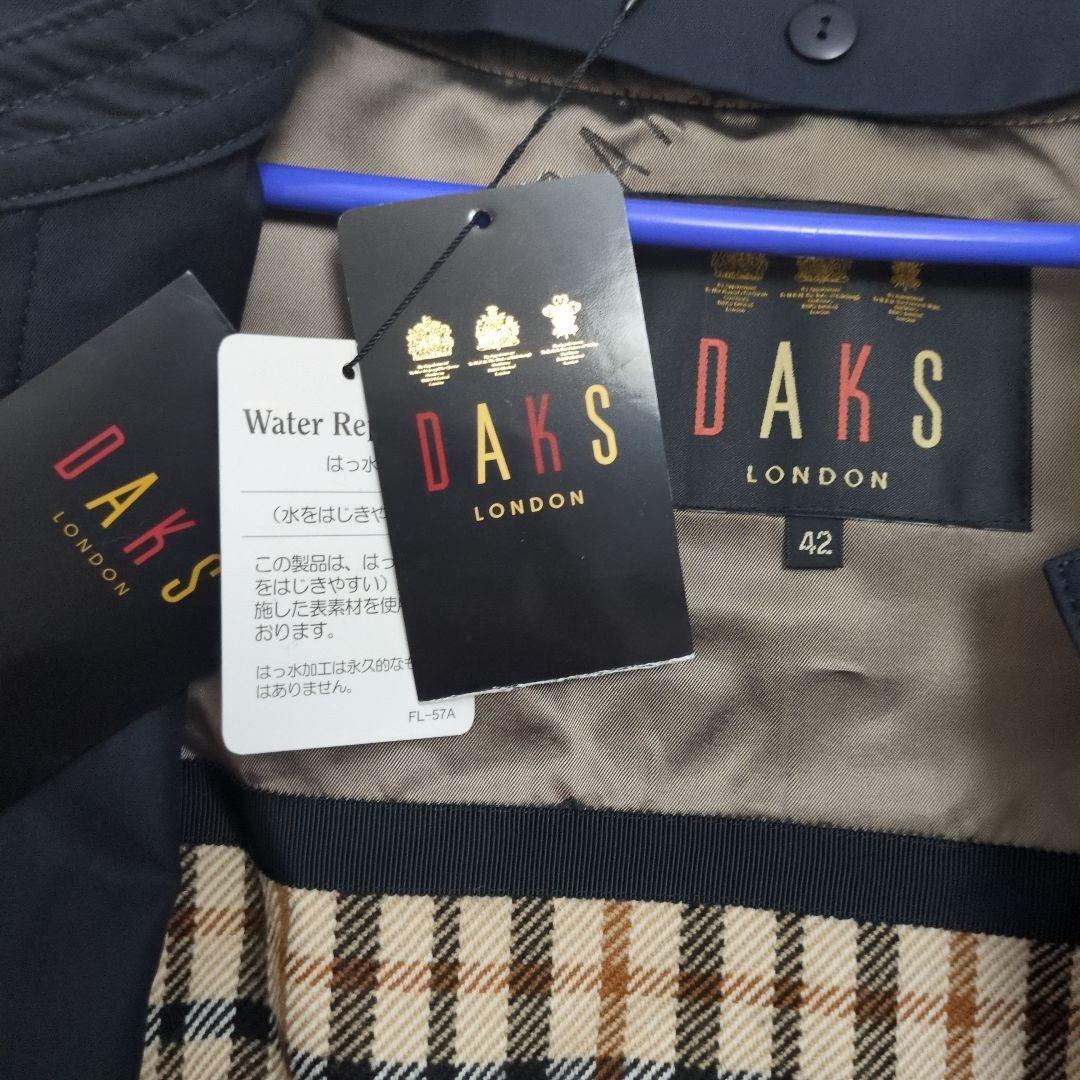 DAKS
LONDON
Water Rep
はっ水
（水をはじきや
この製品は、はっ
をはじきやすい）
施した表素材を使
おります。
はっ水加工は永久的なも
はありません。
FL-57A
DAKS
LONDON
DAKS
LONDON
42